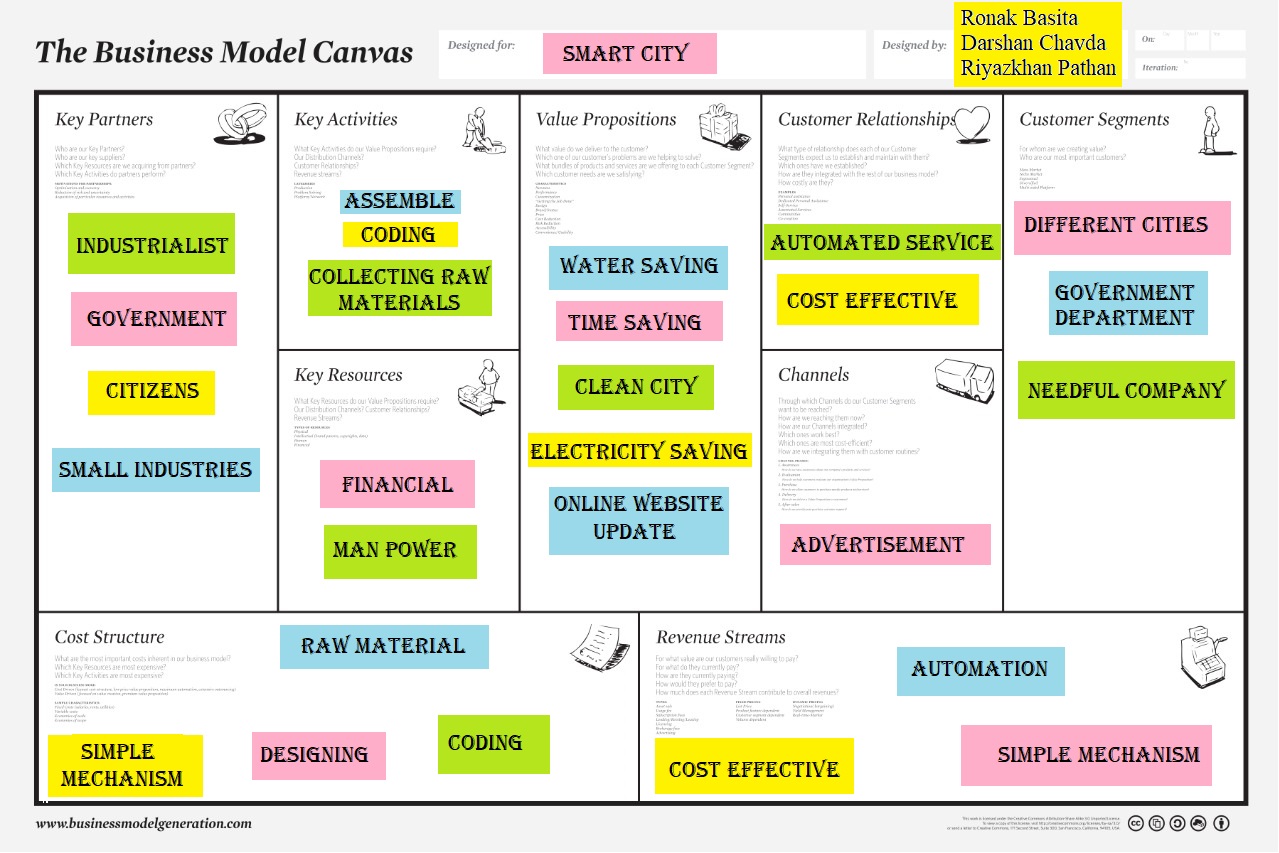 The Business Model Canvas
Designed for:
SMART CITY
Designed by:
Ronak Basita
Darshan Chavda
Riyazkhan Pathan
On:
Iteration:
Key Partners
Who are our Key Partners?
Who are our key suppliers?
Which Key Resources are we acquiring from partners?
Which Key Activities do partners perform?
INDUSTRIALIST
GOVERNMENT
CITIZENS
SMALL INDUSTRIES
Key Activities
What Key Activities do our Value Propositions require?
Our Distribution Channels?
Customer Relationships?
Revenue streams?
ASSEMBLE
CODING
COLLECTING RAW
MATERIALS
Key Resources
What Key Resources do our Value Propositions require?
Our Distribution Channels? Customer Relationships?
Revenue Streams?
FINANCIAL
MAN POWER
Value Propositions
What value do we deliver to the customer?
Which one of our customer's problems are we helping to solve?
What bundles of products and services are we offering to each Customer Segment?
Which customer needs are we satisfying?
WATER SAVING
TIME SAVING
CLEAN CITY
ELECTRICITY SAVING
ONLINE WEBSITE
UPDATE
Customer Relationships
What type of relationship does each of our Customer
Segments expect us to establish and maintain with them?
Which ones have we established?
How are they integrated with the rest of our business model?
How costly are they?
AUTOMATED SERVICE
COST EFFECTIVE
Channels
Through which Channels do our Customer Segments
want to be reached?
How are we reaching them now?
How are our Channels integrated?
Which ones work best?
Which ones are most cost-efficient?
How are we integrating them with customer routines?
ADVERTISEMENT
Customer Segments
For whom are we creating value?
Who are our most important customers?
DIFFERENT CITIES
GOVERNMENT
DEPARTMENT
NEEDFUL COMPANY
Cost Structure
What are the most important costs inherent in our business model?
Which Key Resources are most expensive?
Which Key Activities are most expensive?
RAW MATERIAL
SIMPLE
MECHANISM
DESIGNING
CODING
Revenue Streams
For what value are our customers really willing to pay?
For what do they currently pay?
How are they currently paying?
How would they prefer to pay?
How much does each Revenue Stream contribute to overall revenues?
AUTOMATION
COST EFFECTIVE
SIMPLE MECHANISM
www.businessmodelgeneration.com